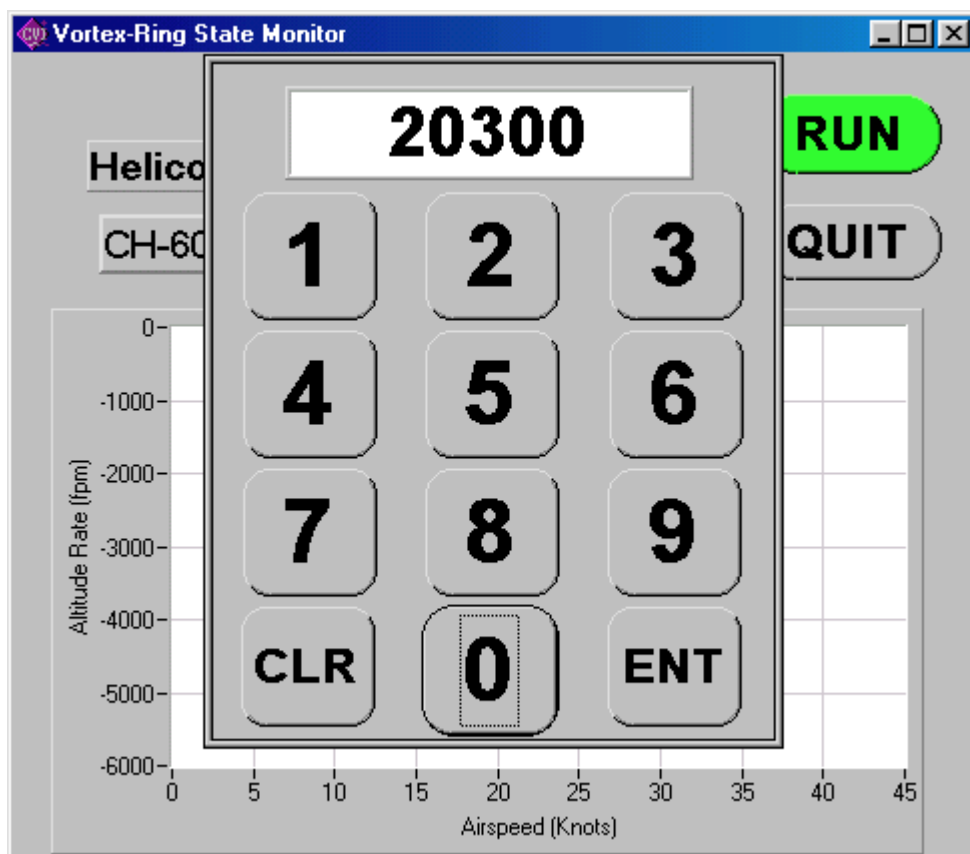 CVI Vortex-Ring State Monitor
20300
RUN
Helico
CH-60
QUIT
1 2 3
4 5 6
7 8 9
CLR 0 ENT
Altitude Rate (fpm)
0
-1000
-2000
-3000
-4000
-5000
-6000
0 5 10 15 20 25 30 35 40 45
Airspeed (Knots)